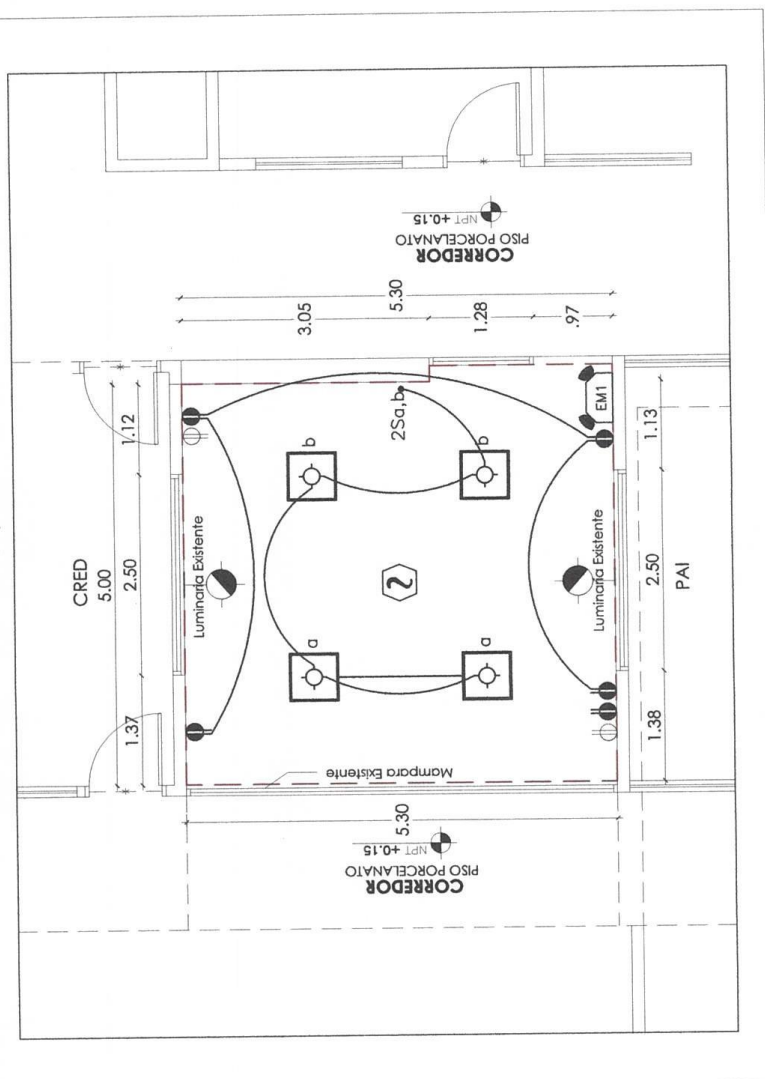 CORREDOR
PISO PORCELANATO
NPT +0.15
5.30
3.05
1.28
.97
CRED
5.00
1.12
2.50
1.37
Luminaria Existente
b
2Sa,b
b
EM1
a
a
2
Luminaria Existente
1.13
2.50
1.38
PAI
Mampara Existente
5.30
CORREDOR
PISO PORCELANATO
NPT +0.15